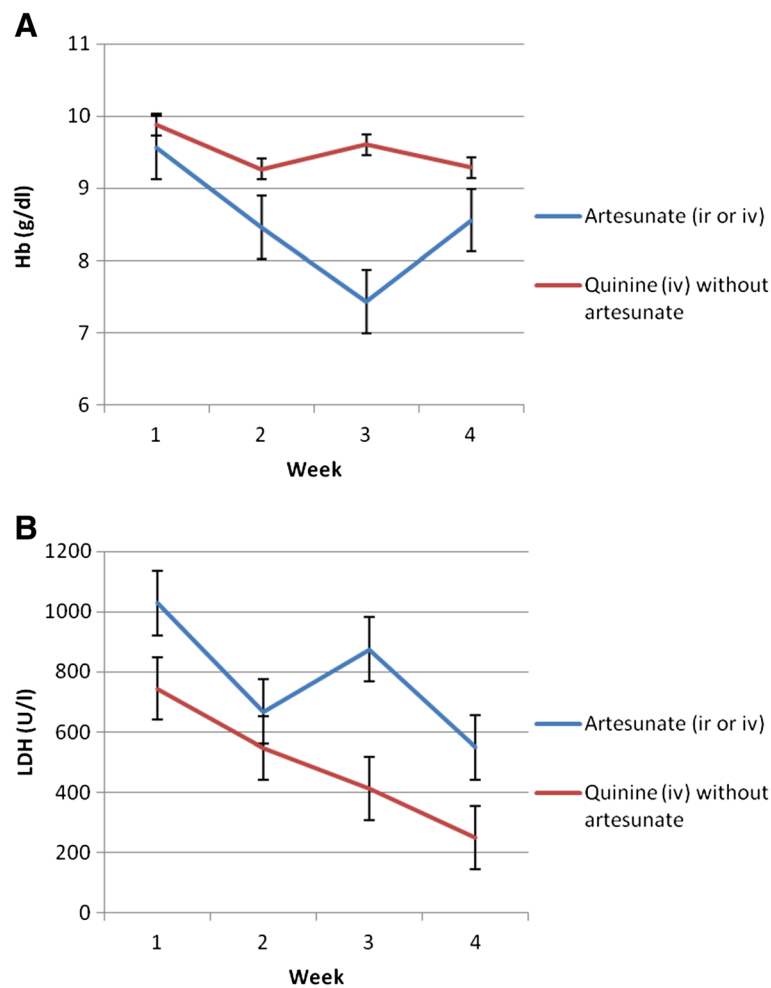 A
11
10
9
8
7
6
Hb (g/dl)
1 2 3 4
Week
Artesunate (ir or iv)
Quinine (iv) without
artesunate
B
1200
1000
800
600
400
200
0
LDH (U/l)
1 2 3 4
Week
Artesunate (ir or iv)
Quinine (iv) without
artesunate